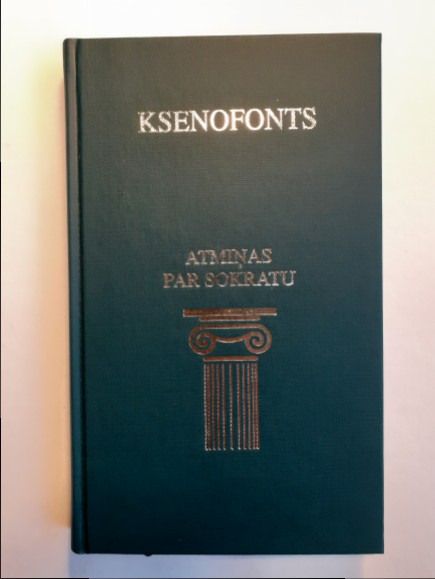 KSENOFONTS
ATMIŅAS
PAR SOKRATU